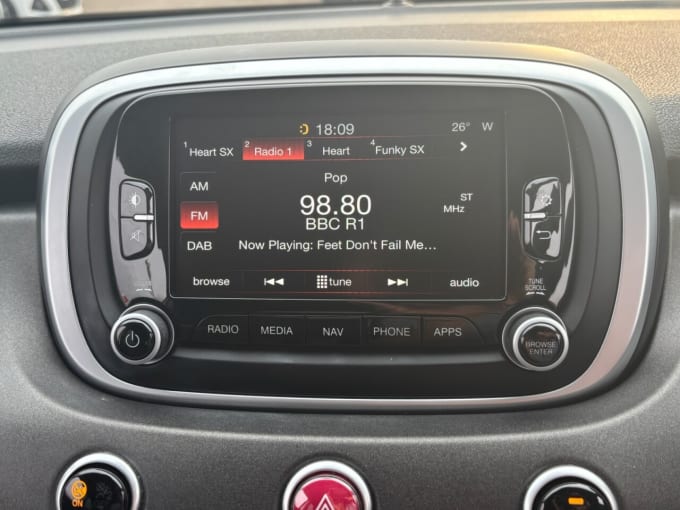 18:09 26° W
1 Heart SX 2 Radio 1 3 Heart 4 Funky SX >
Pop
AM
98.80 ST MHz
FM
BBC R1
DAB Now Playing: Feet Don't Fail Me...
browse tune audio
TUNE SCROLL
RADIO MEDIA NAV PHONE APPS
BROWSE ENTER
ON